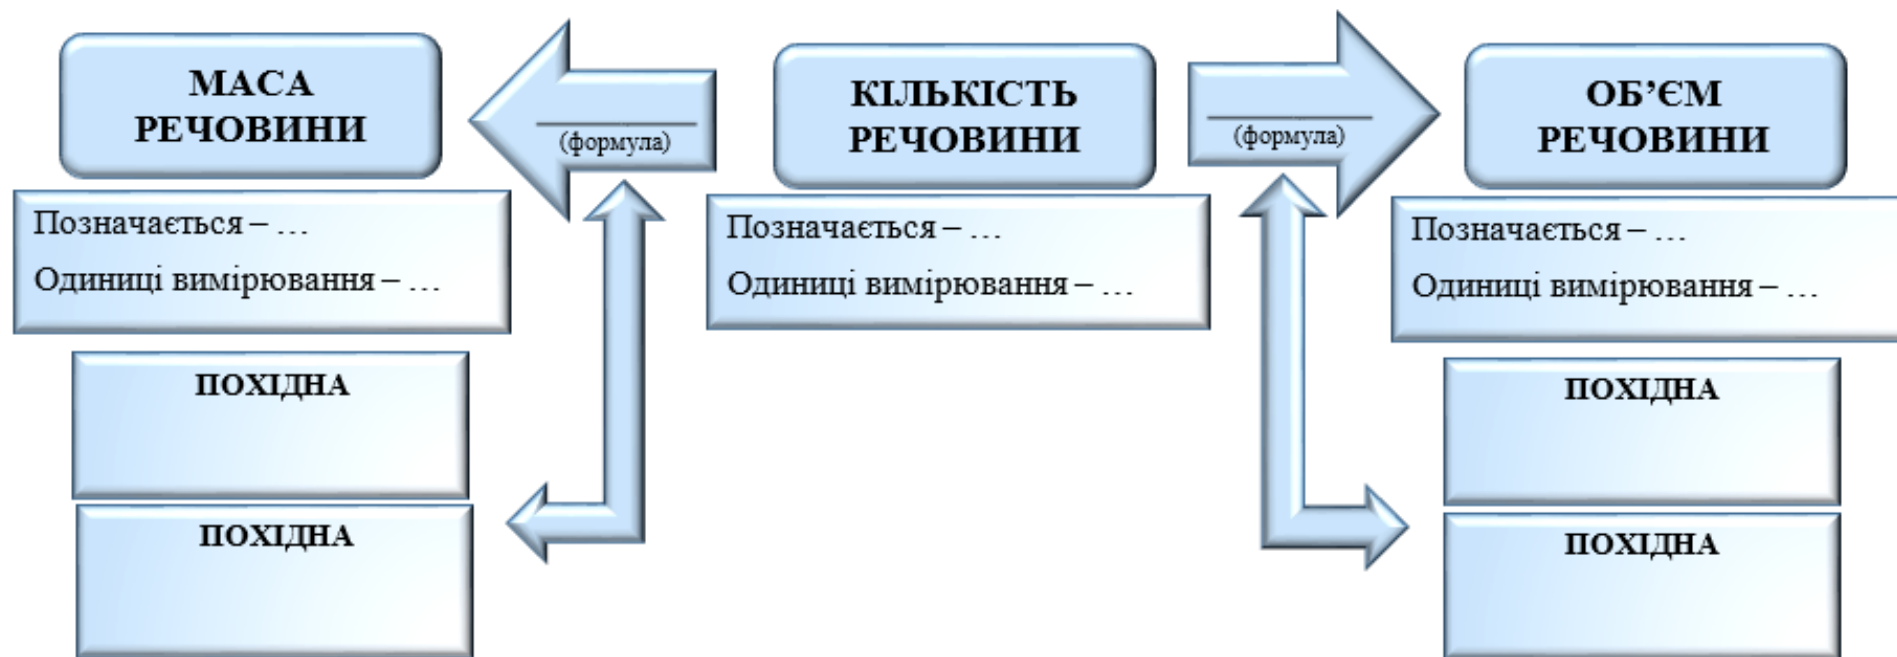 МАСА
РЕЧОВИНИ
(формула)
КІЛЬКІСТЬ
РЕЧОВИНИ
(формула)
ОБ’ЄМ
РЕЧОВИНИ
Позначається – …
Одиниці вимірювання – …
Позначається – …
Одиниці вимірювання – …
Позначається – …
Одиниці вимірювання – …
ПОХІДНА
ПОХІДНА
ПОХІДНА
ПОХІДНА